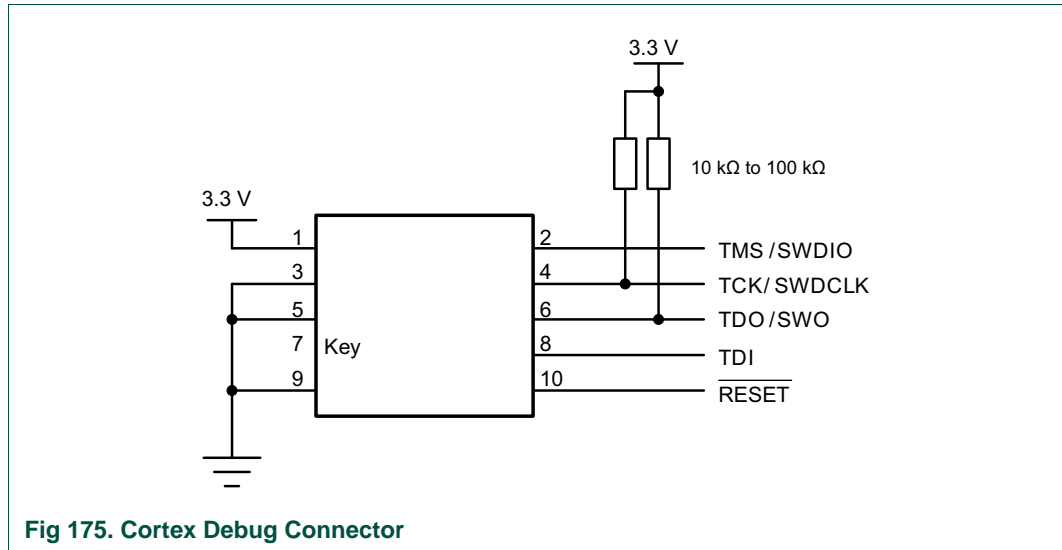 3.3 V
10 kΩ to 100 kΩ
3.3 V
1
2
TMS /SWDIO
3
4
TCK/ SWDCLK
5
6
TDO /SWO
7
Key
8
TDI
9
10
RESET
Fig 175. Cortex Debug Connector